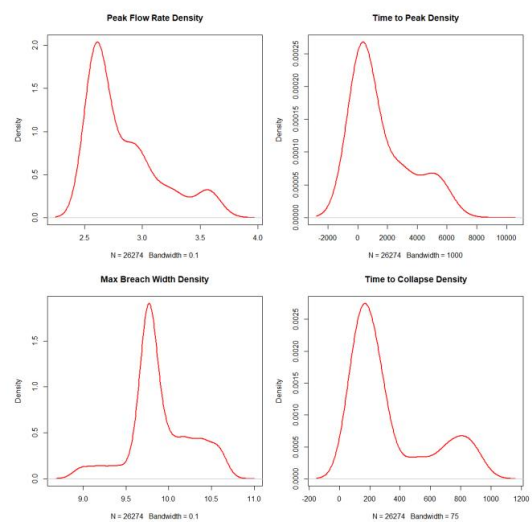 Peak Flow Rate Density
Density
0.0 0.5 1.0 1.5 2.0
2.5 3.0 3.5 4.0
N = 26274 Bandwidth = 0.1
Time to Peak Density
Density
0.00000 0.00005 0.00010 0.00015 0.00020 0.00025
-2000 0 2000 4000 6000 8000 10000
N = 26274 Bandwidth = 1000
Max Breach Width Density
Density
0.0 0.5 1.0 1.5
9.0 9.5 10.0 10.5 11.0
N = 26274 Bandwidth = 0.1
Time to Collapse Density
Density
0.0000 0.0005 0.0010 0.0015 0.0020 0.0025
-200 0 200 400 600 800 1000 1200
N = 26274 Bandwidth = 75